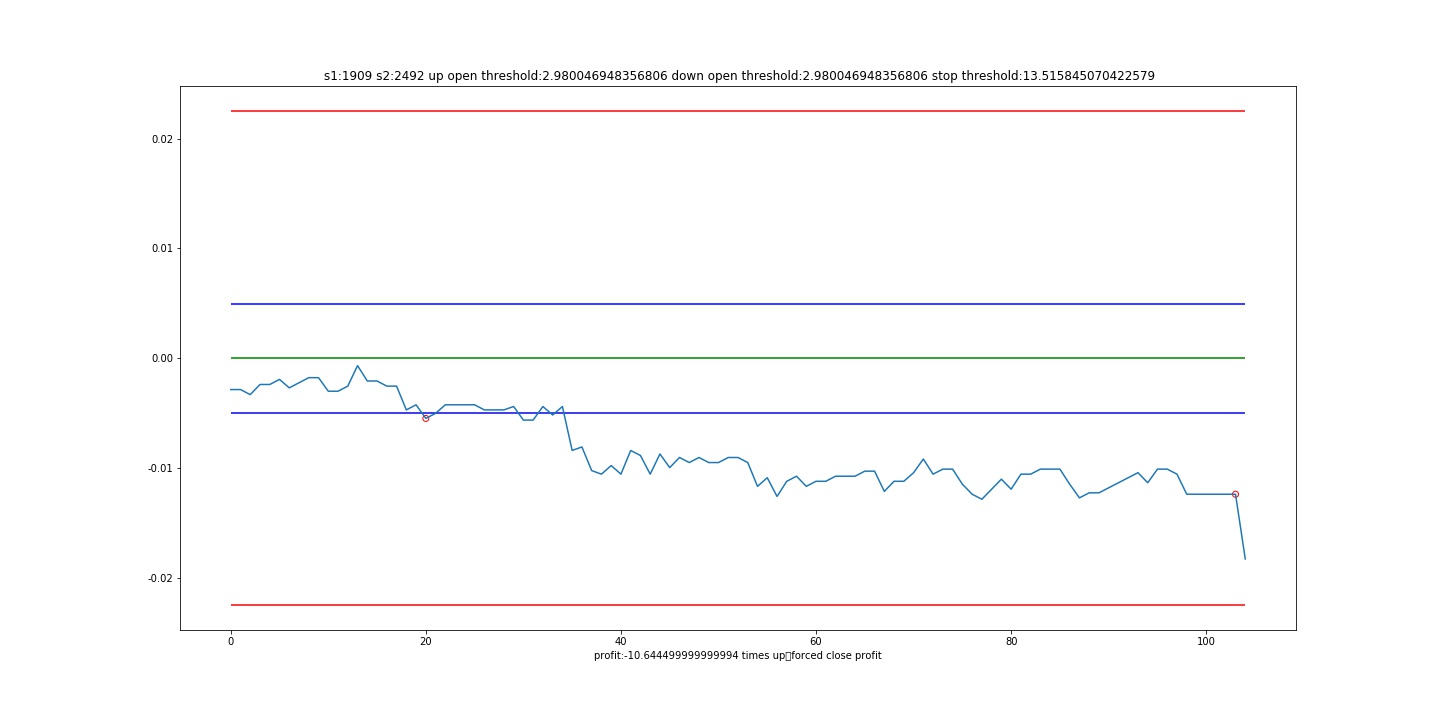 s1:1909 s2:2492 up open threshold:2.980046948356806 down open threshold:2.980046948356806 stop threshold:13.515845070422579
0.02
0.01
0.00
-0.01
-0.02
0 20 40 60 80 100
profit:-10.644499999999994 times up▯forced close profit